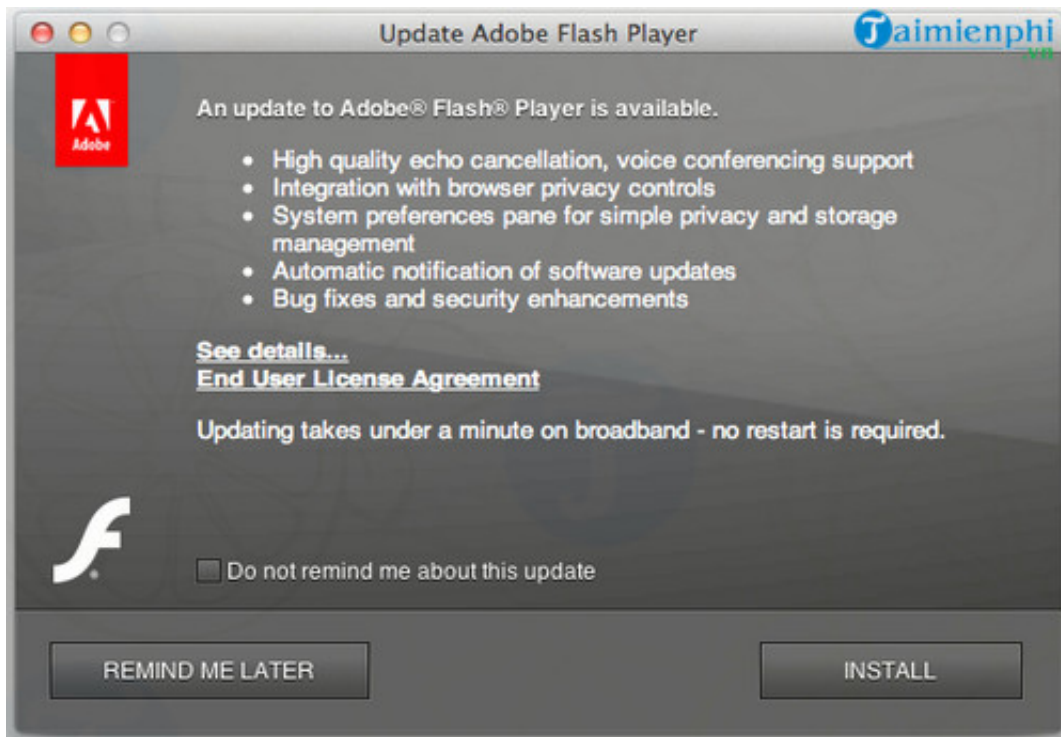 Update Adobe Flash Player
Taimienphi
.vn
Adobe
An update to Adobe® Flash® Player is available.
• High quality echo cancellation, voice conferencing support
• Integration with browser privacy controls
• System preferences pane for simple privacy and storage
management
• Automatic notification of software updates
• Bug fixes and security enhancements
See details...
End User License Agreement
Updating takes under a minute on broadband - no restart is required.
Do not remind me about this update
REMIND ME LATER
INSTALL